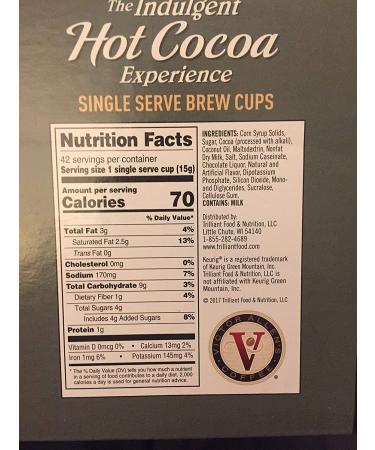 The Indulgent
Hot Cocoa
Experience
SINGLE SERVE BREW CUPS
Nutrition Facts
42 servings per container
Serving size 1 single serve cup (15g)
Amount per serving
Calories 70
% Daily Value*
Total Fat 3g 4%
Saturated Fat 2.5g 13%
Trans Fat 0g
Cholesterol 0mg 0%
Sodium 170mg 7%
Total Carbohydrate 9g 3%
Dietary Fiber 1g 4%
Total Sugars 4g
Includes 4g Added Sugars 8%
Protein 1g
Vitamin D 0mcg 0% • Calcium 13mg 2%
Iron 1mg 6% • Potassium 145mg 4%
* The % Daily Value (DV) tells you how much a nutrient
in a serving of food contributes to a daily diet. 2,000
calories a day is used for general nutrition advice.
INGREDIENTS: Corn Syrup Solids,
Sugar, Cocoa (processed with alkali),
Coconut Oil, Maltodextrin, Nonfat
Dry Milk, Salt, Sodium Caseinate,
Chocolate Liquor, Natural and
Artificial Flavor, Dipotassium
Phosphate, Silicon Dioxide, Mono-
and Diglycerides, Sucralose,
Cellulose Gum.
CONTAINS: MILK
Distributed by:
Trilliant Food & Nutrition, LLC
Little Chute, WI 54140
1-855-282-4689
www.trilliantfood.com
Keurig® is a registered trademark
of Keurig Green Mountain, Inc.
Trilliant Food & Nutrition, LLC is
not affiliated with Keurig Green
Mountain, Inc.
© 2017 Trilliant Food & Nutrition, LLC
VICTOR ALLEN'S
V
COFFEE